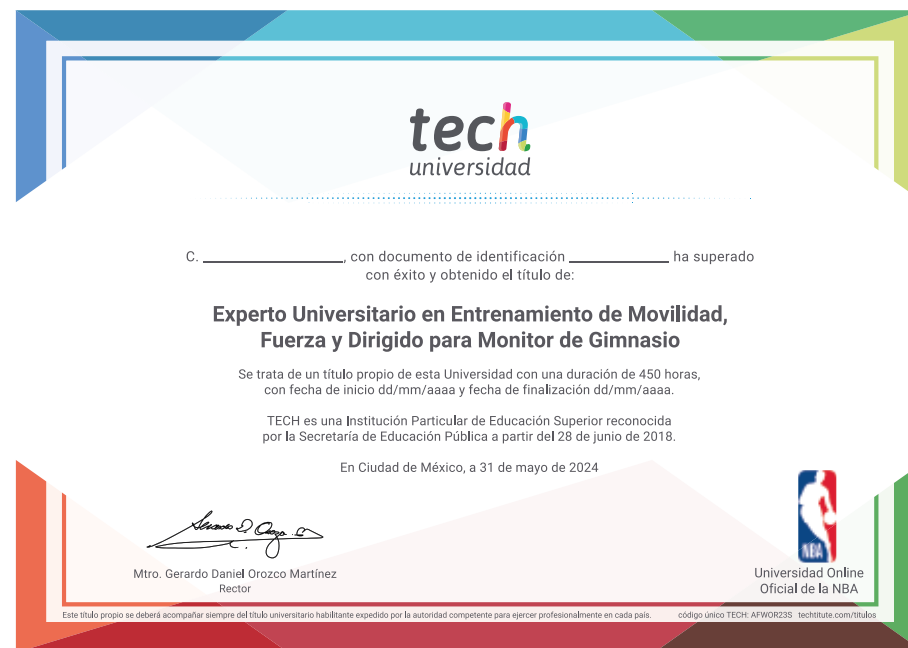 tech
universidad
C. ____________, con documento de identificación ____________ ha superado
con éxito y obtenido el título de:
Experto Universitario en Entrenamiento de Movilidad,
Fuerza y Dirigido para Monitor de Gimnasio
Se trata de un título propio de esta Universidad con una duración de 450 horas,
con fecha de inicio dd/mm/aaaa y fecha de finalización dd/mm/aaaa.
TECH es una Institución Particular de Educación Superior reconocida
por la Secretaría de Educación Pública a partir del 28 de junio de 2018.
En Ciudad de México, a 31 de mayo de 2024
Mtro. Gerardo Daniel Orozco Martínez
Rector
NBA
Universidad Online
Oficial de la NBA
Este título propio se deberá acompañar siempre del título universitario habilitante expedido por la autoridad competente para ejercer profesionalmente en cada país. código único TECH: AFWOR23S techtitute.com/titulos